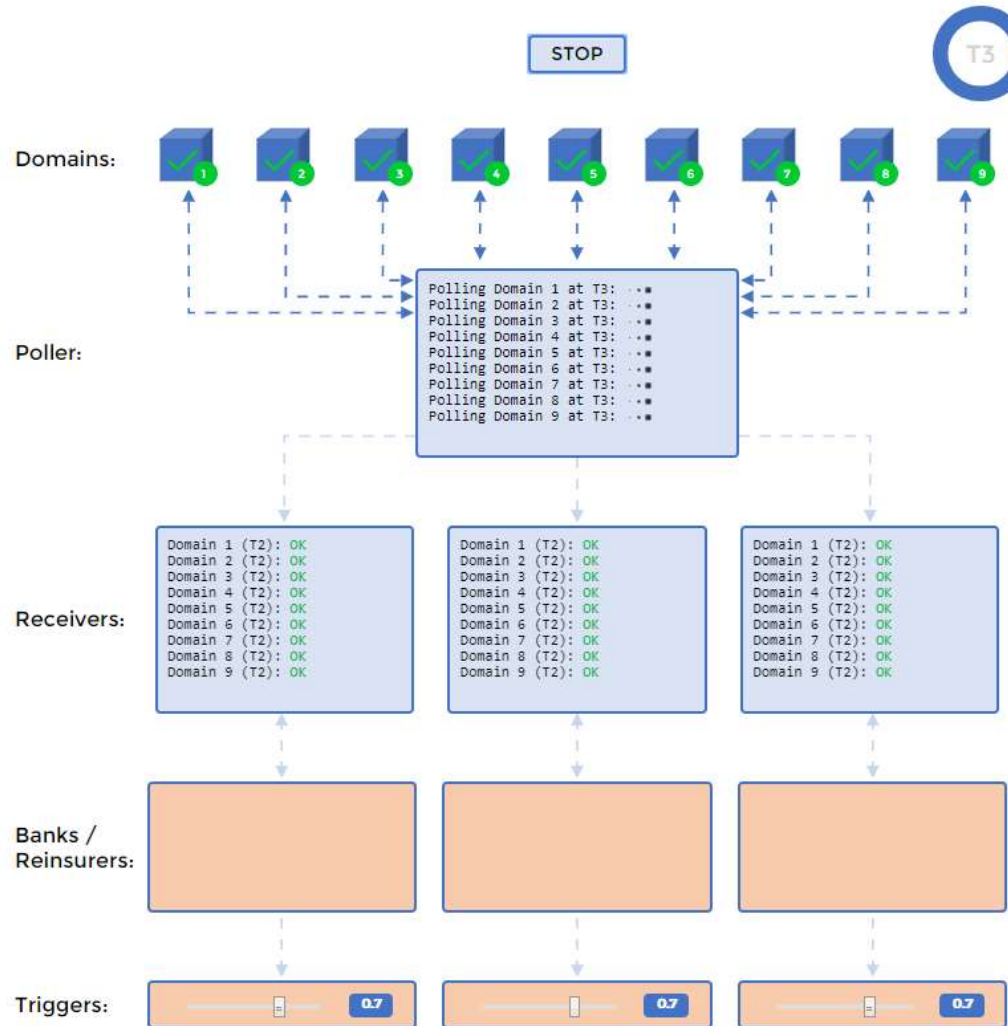 STOP
T3
Domains:
1 2 3 4 5 6 7 8 9
Poller:
Polling Domain 1 at T3:
Polling Domain 2 at T3:
Polling Domain 3 at T3:
Polling Domain 4 at T3:
Polling Domain 5 at T3:
Polling Domain 6 at T3:
Polling Domain 7 at T3:
Polling Domain 8 at T3:
Polling Domain 9 at T3:
Receivers:
Domain 1 (T2): OK
Domain 2 (T2): OK
Domain 3 (T2): OK
Domain 4 (T2): OK
Domain 5 (T2): OK
Domain 6 (T2): OK
Domain 7 (T2): OK
Domain 8 (T2): OK
Domain 9 (T2): OK
Domain 1 (T2): OK
Domain 2 (T2): OK
Domain 3 (T2): OK
Domain 4 (T2): OK
Domain 5 (T2): OK
Domain 6 (T2): OK
Domain 7 (T2): OK
Domain 8 (T2): OK
Domain 9 (T2): OK
Domain 1 (T2): OK
Domain 2 (T2): OK
Domain 3 (T2): OK
Domain 4 (T2): OK
Domain 5 (T2): OK
Domain 6 (T2): OK
Domain 7 (T2): OK
Domain 8 (T2): OK
Domain 9 (T2): OK
Banks /
Reinsurers:
Triggers:
0.7
0.7
0.7